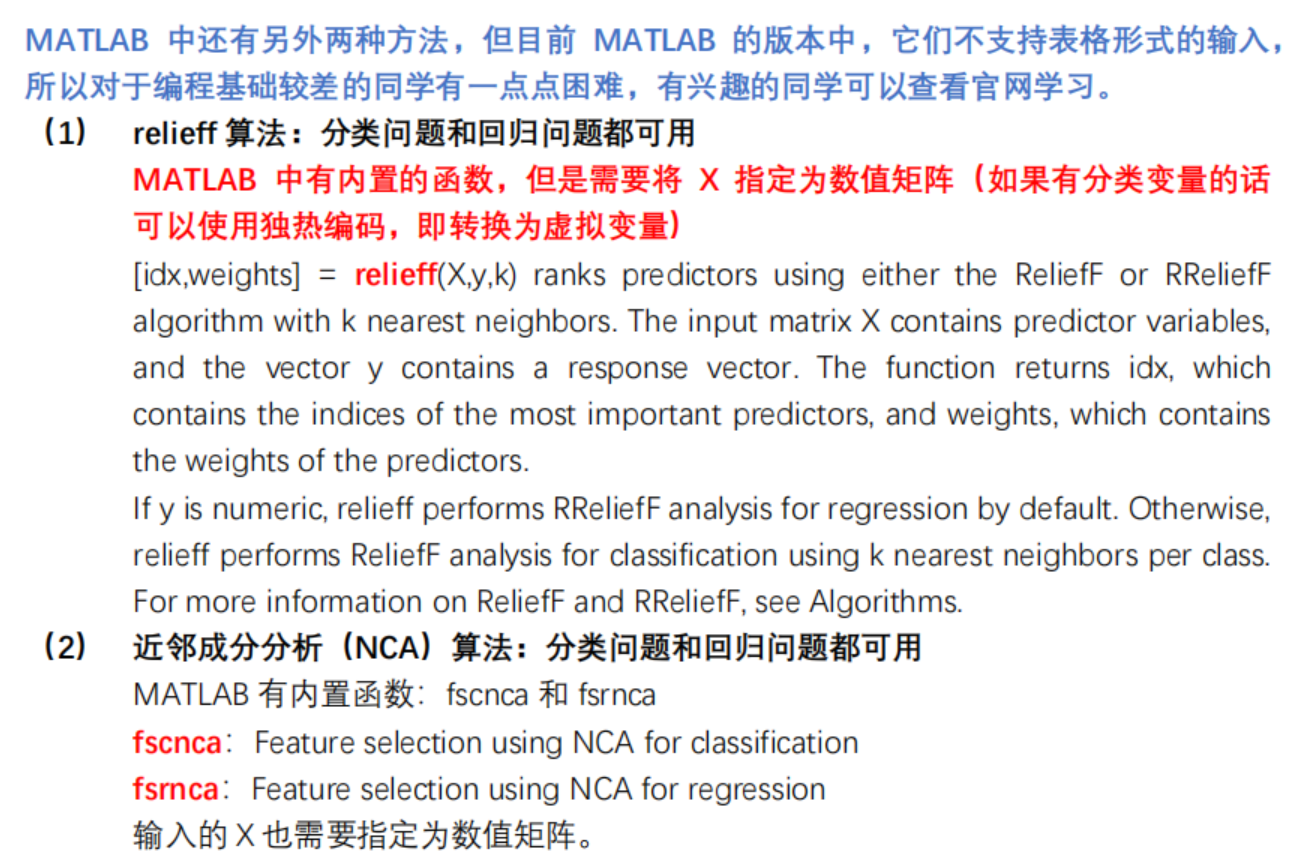 MATLAB 中还有另外两种方法，但目前 MATLAB 的版本中，它们不支持表格形式的输入，
所以对于编程基础较差的同学有一点点困难，有兴趣的同学可以查看官网学习。
（1） relieff 算法：分类问题和回归问题都可用
MATLAB 中有内置的函数，但是需要将 X 指定为数值矩阵（如果有分类变量的话
可以使用独热编码，即转换为虚拟变量）
[idx,weights] = relieff(X,y,k) ranks predictors using either the ReliefF or RReliefF
algorithm with k nearest neighbors. The input matrix X contains predictor variables,
and the vector y contains a response vector. The function returns idx, which
contains the indices of the most important predictors, and weights, which contains
the weights of the predictors.
If y is numeric, relieff performs RReliefF analysis for regression by default. Otherwise,
relieff performs ReliefF analysis for classification using k nearest neighbors per class.
For more information on ReliefF and RReliefF, see Algorithms.
（2） 近邻成分分析（NCA）算法：分类问题和回归问题都可用
MATLAB 有内置函数：fscnca 和 fsrnca
fscnca：Feature selection using NCA for classification
fsrnca：Feature selection using NCA for regression
输入的 X 也需要指定为数值矩阵。